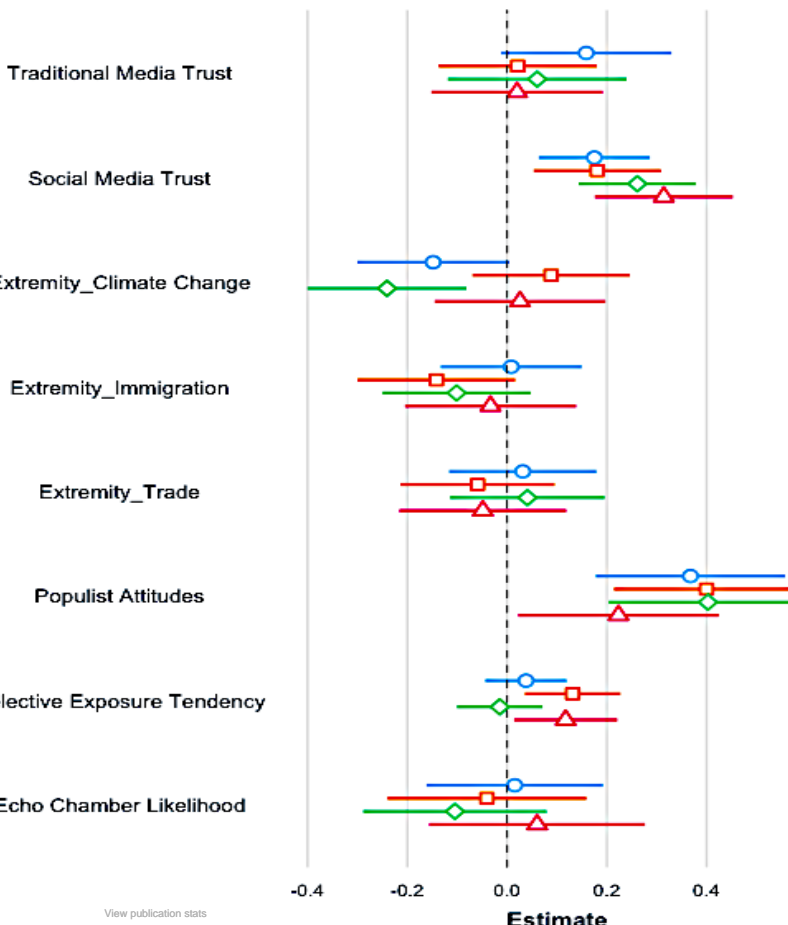 Traditional Media Trust
Social Media Trust
Extremity_Climate Change
Extremity_Immigration
Extremity_Trade
Populist Attitudes
lective Exposure Tendency
Echo Chamber Likelihood
-0.4 -0.2 0.0 0.2 0.4
Estimate
View publication stats